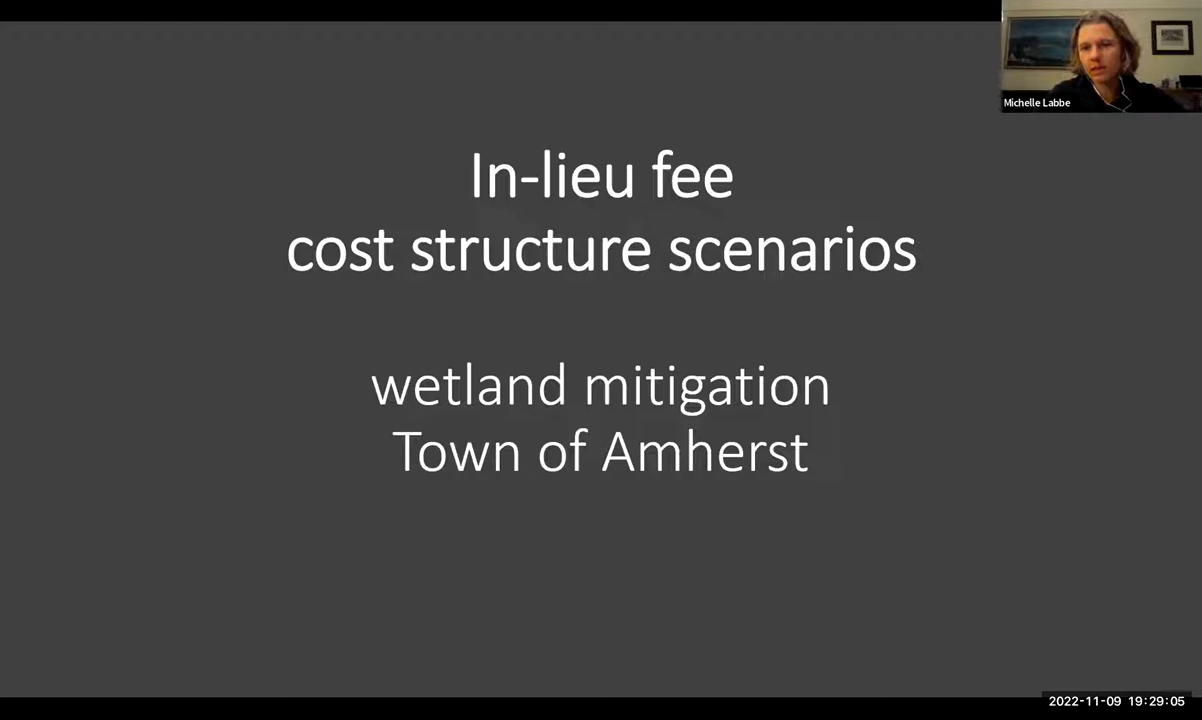 Michelle Labbe
In-lieu fee
cost structure scenarios
wetland mitigation
Town of Amherst
2022-11-09 19:29:05